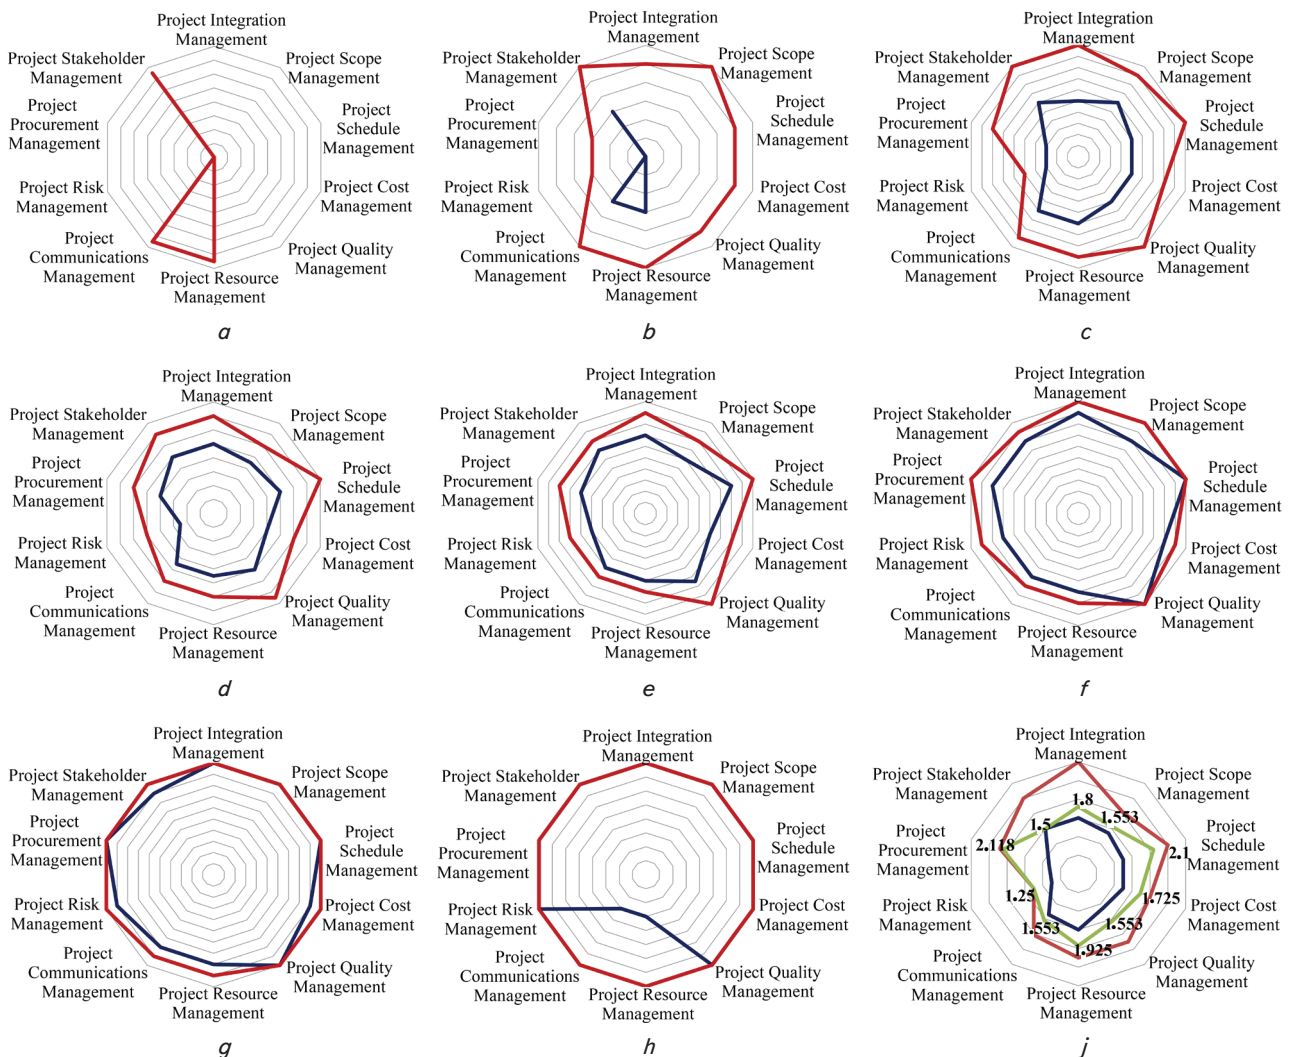 Project Integration
Management
Project Scope
Management
Project
Schedule
Management
Project Cost
Management
Project Quality
Management
Project Resource
Management
Project
Communications
Management
Project Risk
Management
Project
Procurement
Management
Project Stakeholder
Management
a
Project Integration
Management
Project Scope
Management
Project
Schedule
Management
Project Cost
Management
Project Quality
Management
Project Resource
Management
Project
Communications
Management
Project Risk
Management
Project
Procurement
Management
Project Stakeholder
Management
b
Project Integration
Management
Project Scope
Management
Project
Schedule
Management
Project Cost
Management
Project Quality
Management
Project Resource
Management
Project
Communications
Management
Project Risk
Management
Project
Procurement
Management
Project Stakeholder
Management
c
Project Integration
Management
Project Scope
Management
Project
Schedule
Management
Project Cost
Management
Project Quality
Management
Project Resource
Management
Project
Communications
Management
Project Risk
Management
Project
Procurement
Management
Project Stakeholder
Management
d
Project Integration
Management
Project Scope
Management
Project
Schedule
Management
Project Cost
Management
Project Quality
Management
Project Resource
Management
Project
Communications
Management
Project Risk
Management
Project
Procurement
Management
Project Stakeholder
Management
e
Project Integration
Management
Project Scope
Management
Project
Schedule
Management
Project Cost
Management
Project Quality
Management
Project Resource
Management
Project
Communications
Management
Project Risk
Management
Project
Procurement
Management
Project Stakeholder
Management
f
Project Integration
Management
Project Scope
Management
Project
Schedule
Management
Project Cost
Management
Project Quality
Management
Project Resource
Management
Project
Communications
Management
Project Risk
Management
Project
Procurement
Management
Project Stakeholder
Management
g
Project Integration
Management
Project Scope
Management
Project
Schedule
Management
Project Cost
Management
Project Quality
Management
Project Resource
Management
Project
Communications
Management
Project Risk
Management
Project
Procurement
Management
Project Stakeholder
Management
h
Project Integration
Management
Project Scope
Management
Project
Schedule
Management
Project Cost
Management
Project Quality
Management
Project Resource
Management
Project
Communications
Management
Project Risk
Management
Project
Procurement
Management
Project Stakeholder
Management
1.8
1.553
2.1
1.725
1.553
1.925
1.553
1.25
2.118
1.5
j